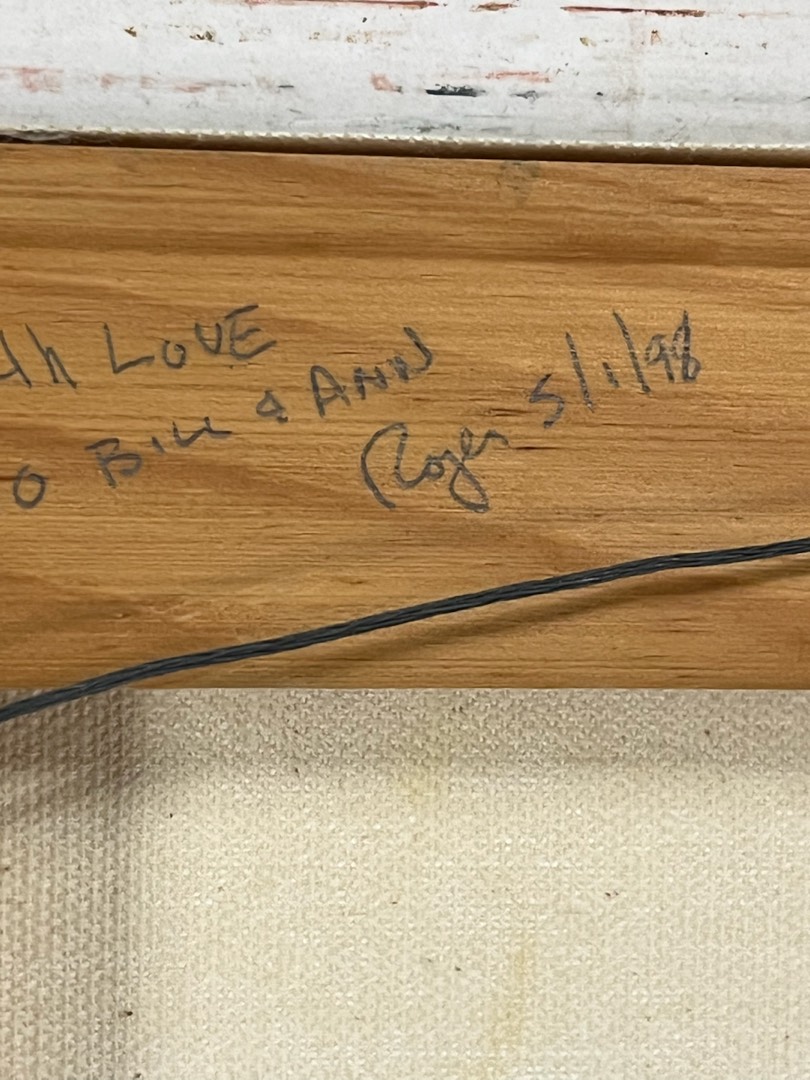 LOVE
BILL & ANN
Roger 5/1/98